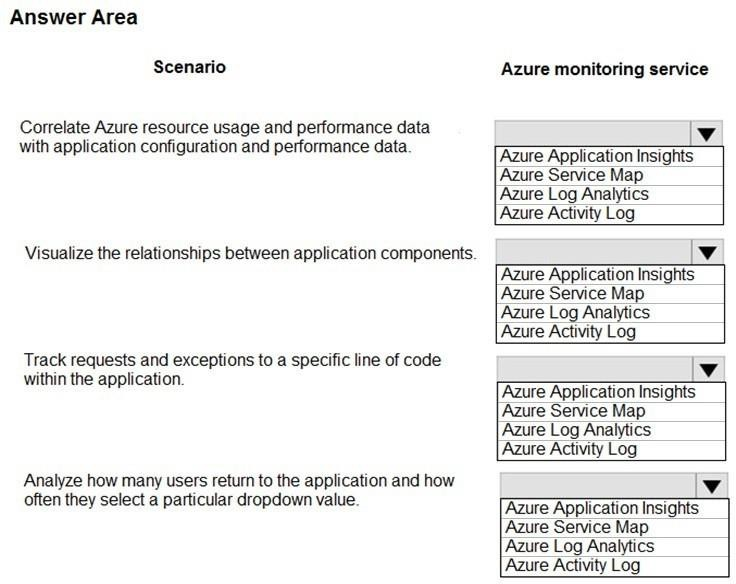 Answer Area
Scenario
Azure monitoring service
Correlate Azure resource usage and performance data
with application configuration and performance data.
Azure Application Insights
Azure Service Map
Azure Log Analytics
Azure Activity Log
Visualize the relationships between application components.
Azure Application Insights
Azure Service Map
Azure Log Analytics
Azure Activity Log
Track requests and exceptions to a specific line of code
within the application.
Azure Application Insights
Azure Service Map
Azure Log Analytics
Azure Activity Log
Analyze how many users return to the application and how
often they select a particular dropdown value.
Azure Application Insights
Azure Service Map
Azure Log Analytics
Azure Activity Log